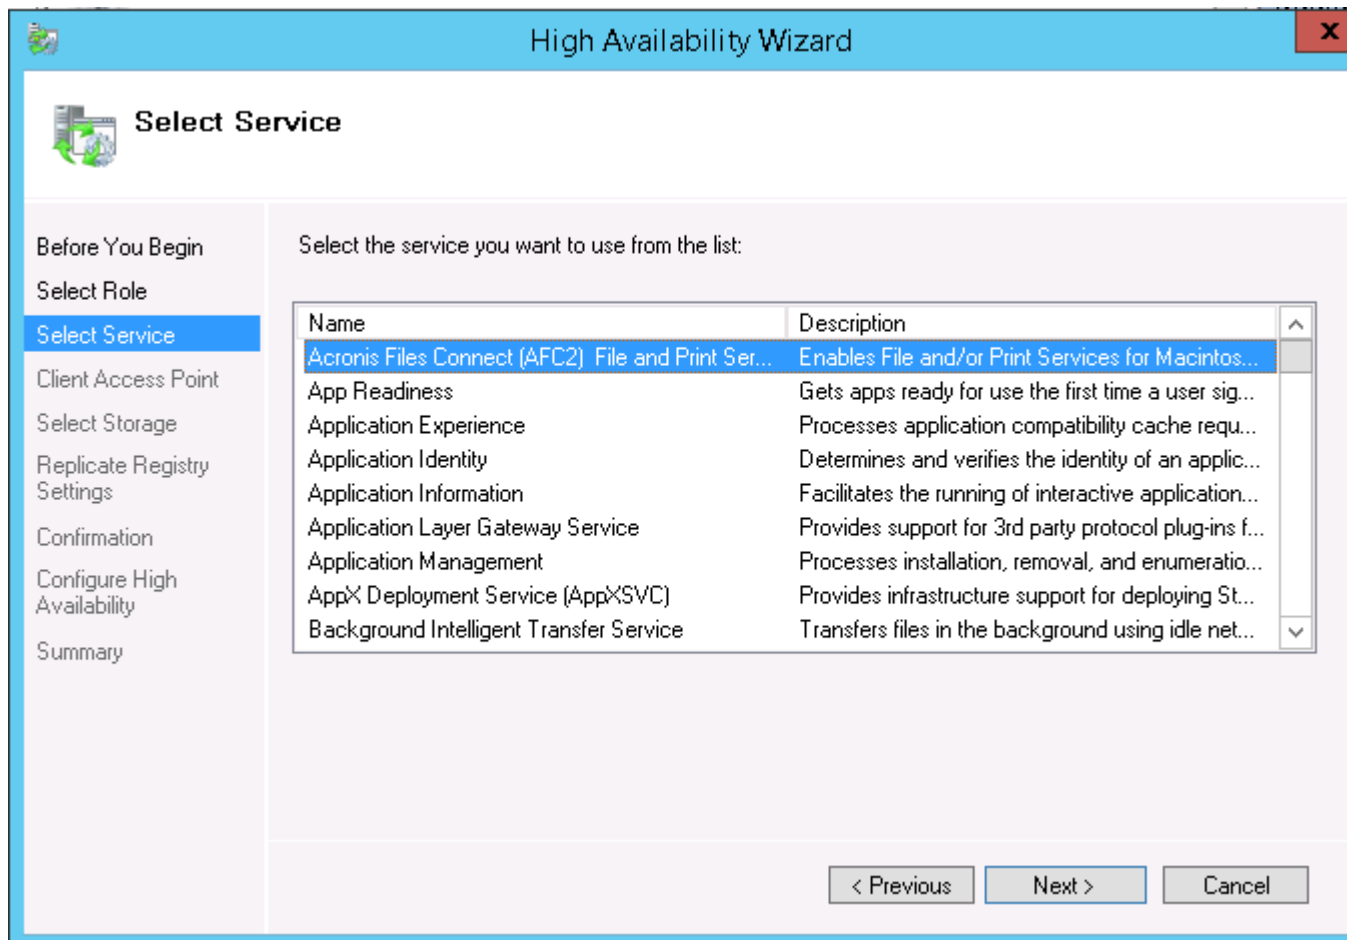 High Availability Wizard
x
Select Service
Before You Begin
Select Role
Select Service
Client Access Point
Select Storage
Replicate Registry
Settings
Confirmation
Configure High
Availability
Summary
Select the service you want to use from the list:
Name Description
Acronis Files Connect (AFC2) File and Print Ser... Enables File and/or Print Services for Macintos...
App Readiness Gets apps ready for use the first time a user sig...
Application Experience Processes application compatibility cache requ...
Application Identity Determines and verifies the identity of an applic...
Application Information Facilitates the running of interactive application...
Application Layer Gateway Service Provides support for 3rd party protocol plug-ins f...
Application Management Processes installation, removal, and enumeratio...
AppX Deployment Service (AppXSVC) Provides infrastructure support for deploying St...
Background Intelligent Transfer Service Transfers files in the background using idle net...
< Previous Next > Cancel